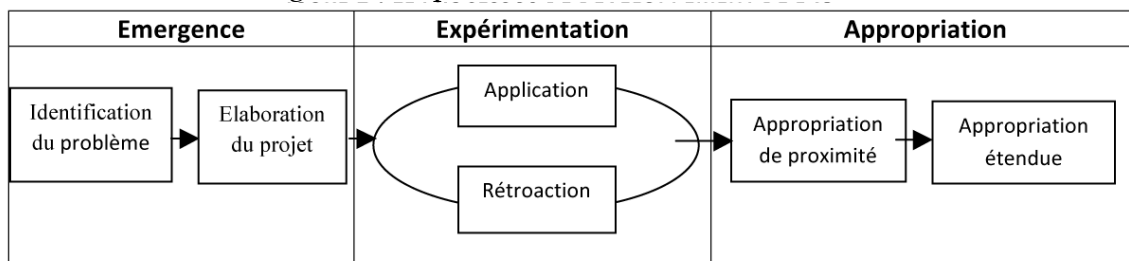 Emergence
Expérimentation
Appropriation
Identification
du problème
Elaboration
du projet
Application
Rétroaction
Appropriation
de proximité
Appropriation
étendue